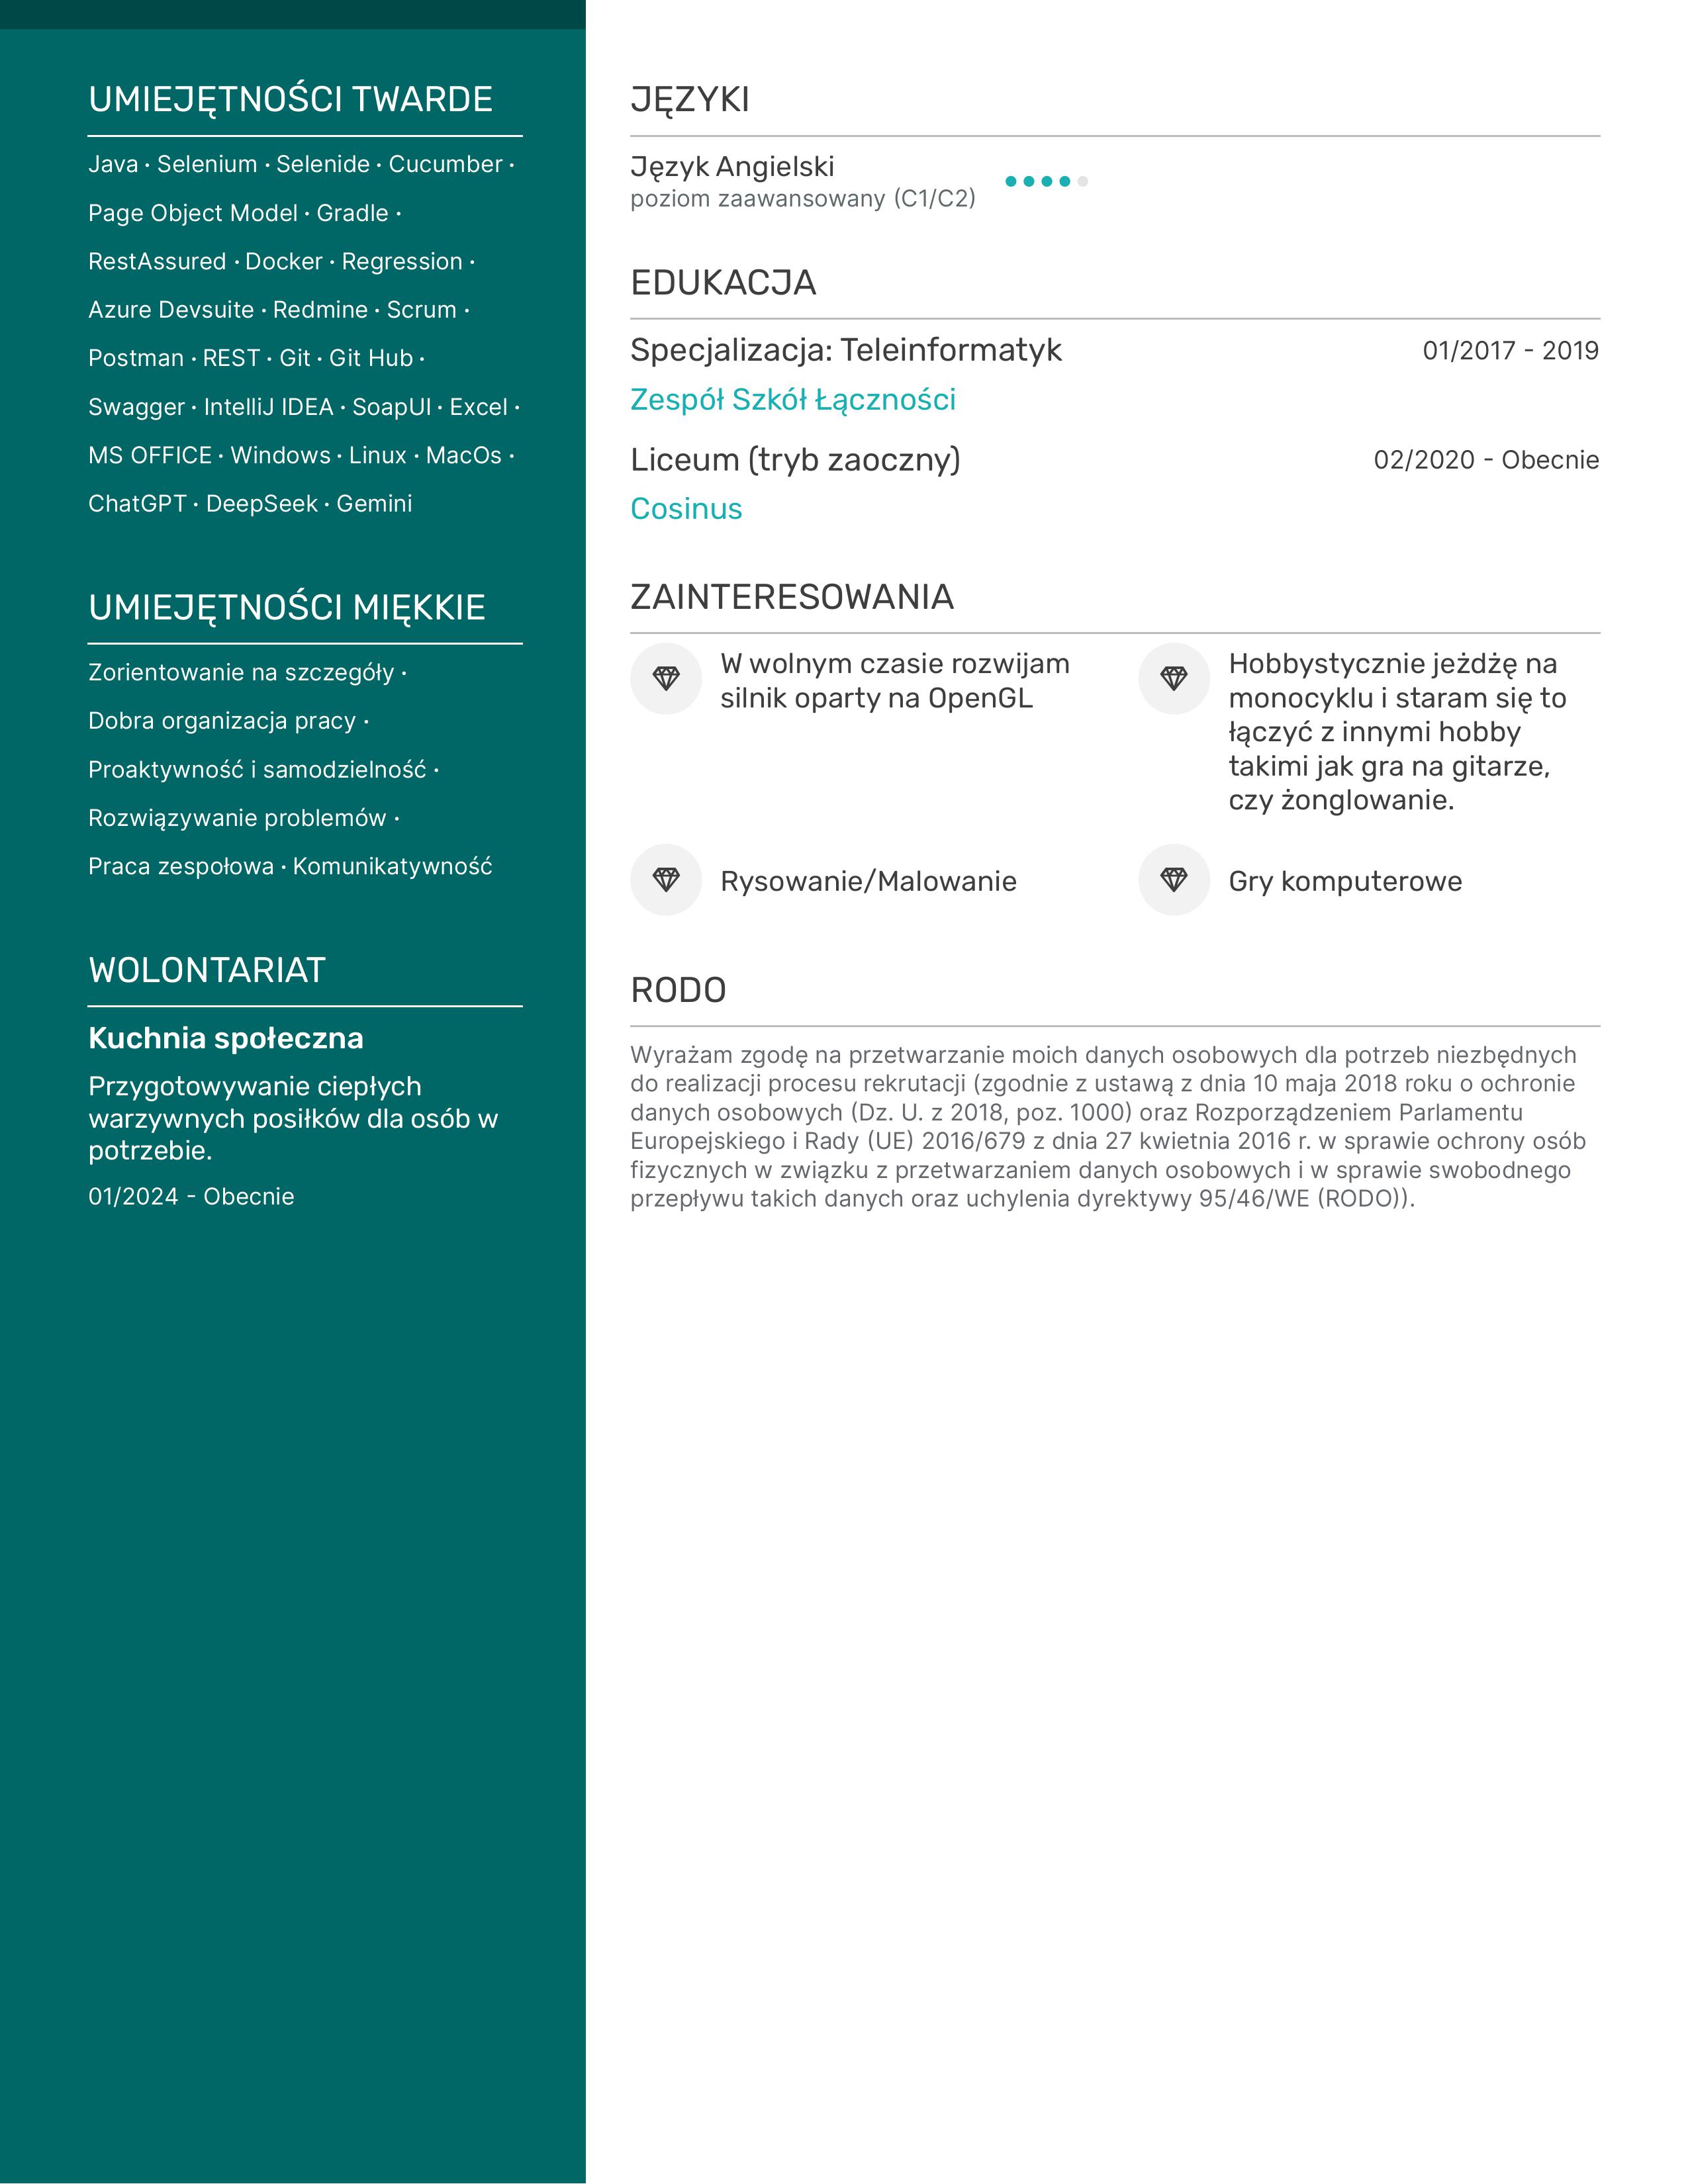 UMIEJĘTNOŚCI TWARDE
Java · Selenium · Selenide · Cucumber ·
Page Object Model · Gradle ·
RestAssured · Docker · Regression ·
Azure Devsuite · Redmine · Scrum ·
Postman · REST · Git · Git Hub ·
Swagger · IntelliJ IDEA · SoapUI · Excel ·
MS OFFICE · Windows · Linux · MacOs ·
ChatGPT · DeepSeek · Gemini
UMIEJĘTNOŚCI MIĘKKIE
Zorientowanie na szczegóły ·
Dobra organizacja pracy ·
Proaktywność i samodzielność ·
Rozwiązywanie problemów ·
Praca zespołowa · Komunikatywność
WOLONTARIAT
Kuchnia społeczna
Przygotowywanie ciepłych
warzywnych posiłków dla osób w
potrzebie.
01/2024 - Obecnie
JĘZYKI
Język Angielski
poziom zaawansowany (C1/C2)
EDUKACJA
Specjalizacja: Teleinformatyk 01/2017 - 2019
Zespół Szkół Łączności
Liceum (tryb zaoczny) 02/2020 - Obecnie
Cosinus
ZAINTERESOWANIA
W wolnym czasie rozwijam
silnik oparty na OpenGL
Hobbystycznie jeżdżę na
monocyklu i staram się to
łączyć z innymi hobby
takimi jak gra na gitarze,
czy żonglowanie.
Rysowanie/Malowanie
Gry komputerowe
RODO
Wyrażam zgodę na przetwarzanie moich danych osobowych dla potrzeb niezbędnych
do realizacji procesu rekrutacji (zgodnie z ustawą z dnia 10 maja 2018 roku o ochronie
danych osobowych (Dz. U. z 2018, poz. 1000) oraz Rozporządzeniem Parlamentu
Europejskiego i Rady (UE) 2016/679 z dnia 27 kwietnia 2016 r. w sprawie ochrony osób
fizycznych w związku z przetwarzaniem danych osobowych i w sprawie swobodnego
przepływu takich danych oraz uchylenia dyrektywy 95/46/WE (RODO)).